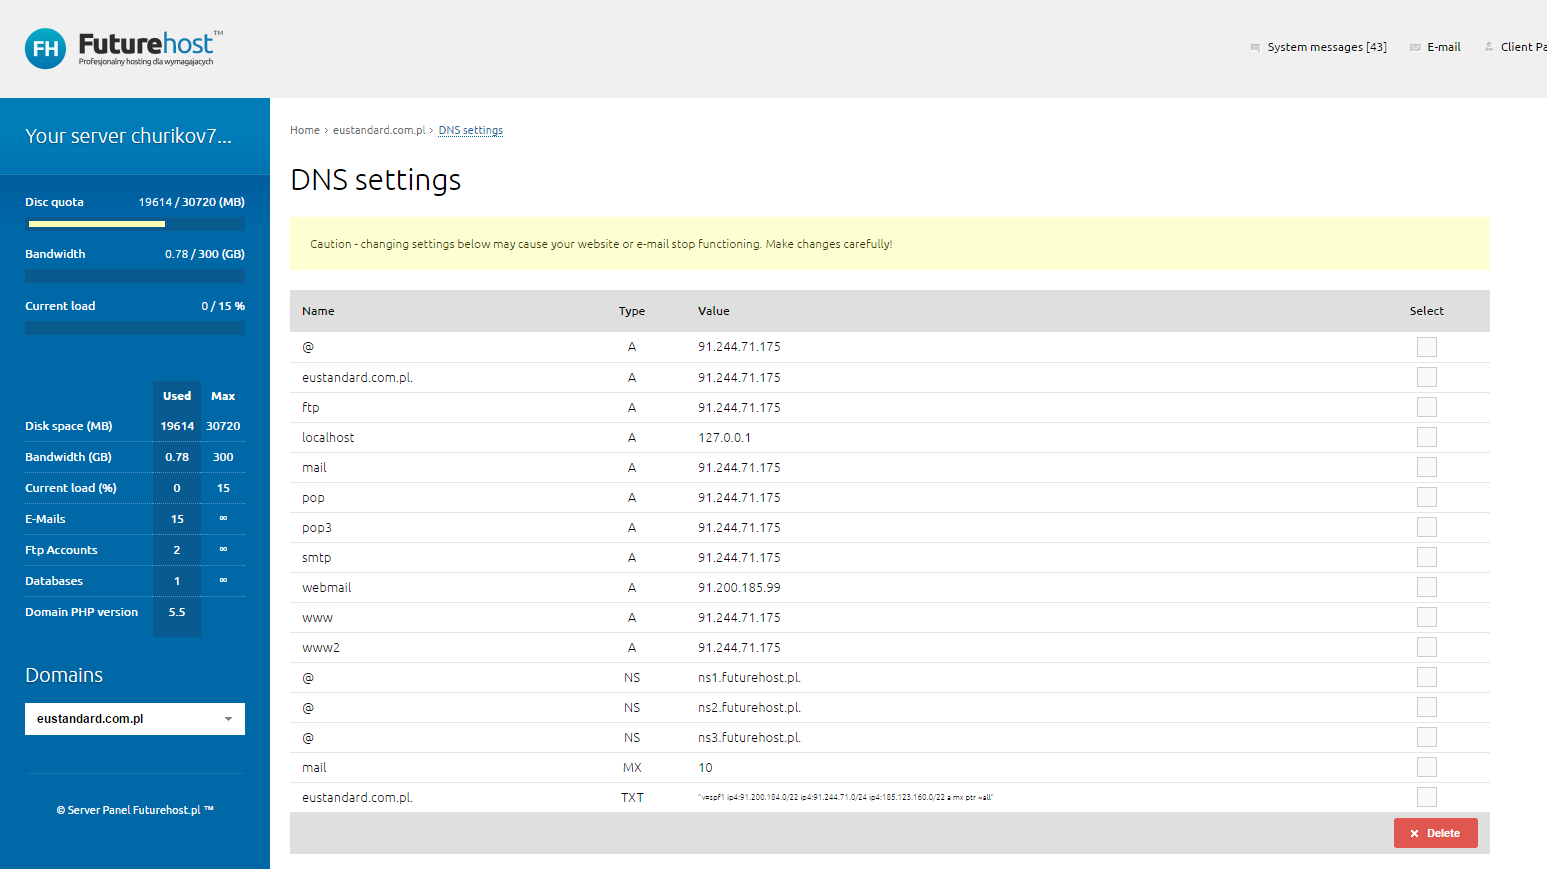 FH Futurehost™
Profesjonalny hosting dla wymagajacych
System messages [43] E-mail Client Pa
Your server churikov7...
Disc quota 19614 / 30720 (MB)
Bandwidth 0.78 / 300 (GB)
Current load 0 / 15 %
Used Max
Disk space (MB) 19614 30720
Bandwidth (GB) 0.78 300
Current load (%) 0 15
E-Mails 15 ∞
Ftp Accounts 2 ∞
Databases 1 ∞
Domain PHP version 5.5
Domains
eustandard.com.pl
© Server Panel Futurehost.pl ™
Home › eustandard.com.pl › DNS settings
DNS settings
Caution - changing settings below may cause your website or e-mail stop functioning. Make changes carefully!
Name Type Value Select
@ A 91.244.71.175
eustandard.com.pl. A 91.244.71.175
ftp A 91.244.71.175
localhost A 127.0.0.1
mail A 91.244.71.175
pop A 91.244.71.175
pop3 A 91.244.71.175
smtp A 91.244.71.175
webmail A 91.200.185.99
www A 91.244.71.175
www2 A 91.244.71.175
@ NS ns1.futurehost.pl.
@ NS ns2.futurehost.pl.
@ NS ns3.futurehost.pl.
mail MX 10
eustandard.com.pl. TXT "v=spf1 ip4:91.200.184.0/22 ip4:91.244.71.0/24 ip4:185.123.160.0/22 a mx ptr ~all"
× Delete